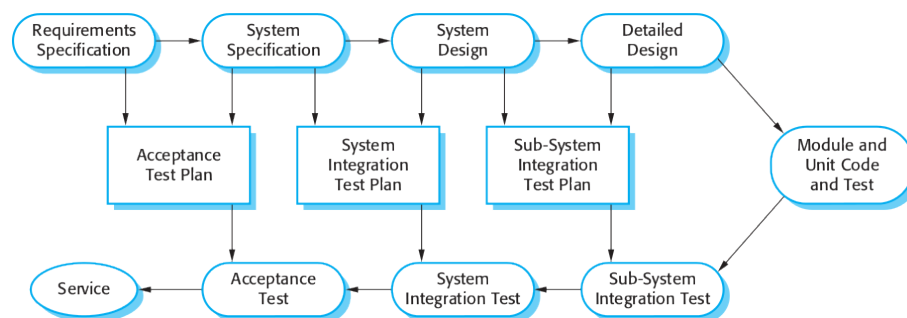 Requirements
Specification
System
Specification
System
Design
Detailed
Design
Acceptance
Test Plan
System
Integration
Test Plan
Sub-System
Integration
Test Plan
Module and
Unit Code
and Test
Service
Acceptance
Test
System
Integration Test
Sub-System
Integration Test